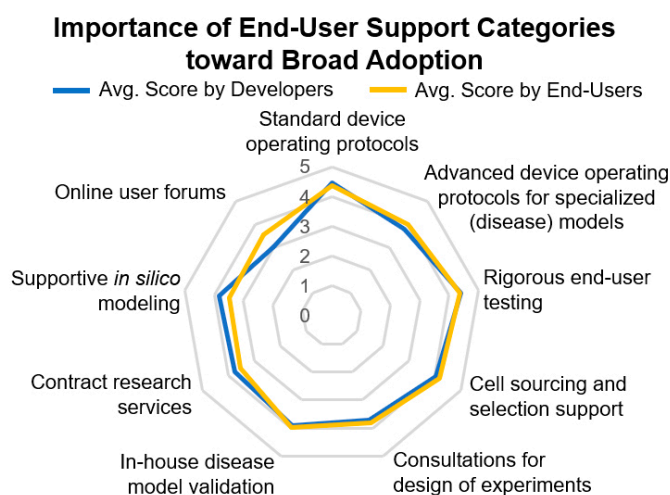 Importance of End-User Support Categories
toward Broad Adoption
Avg. Score by Developers
Avg. Score by End-Users
Standard device
operating protocols
Advanced device operating
protocols for specialized
(disease) models
Rigorous end-user
testing
Cell sourcing and
selection support
Consultations for
design of experiments
In-house disease
model validation
Contract research
services
Supportive in silico
modeling
Online user forums
5
4
3
2
1
0